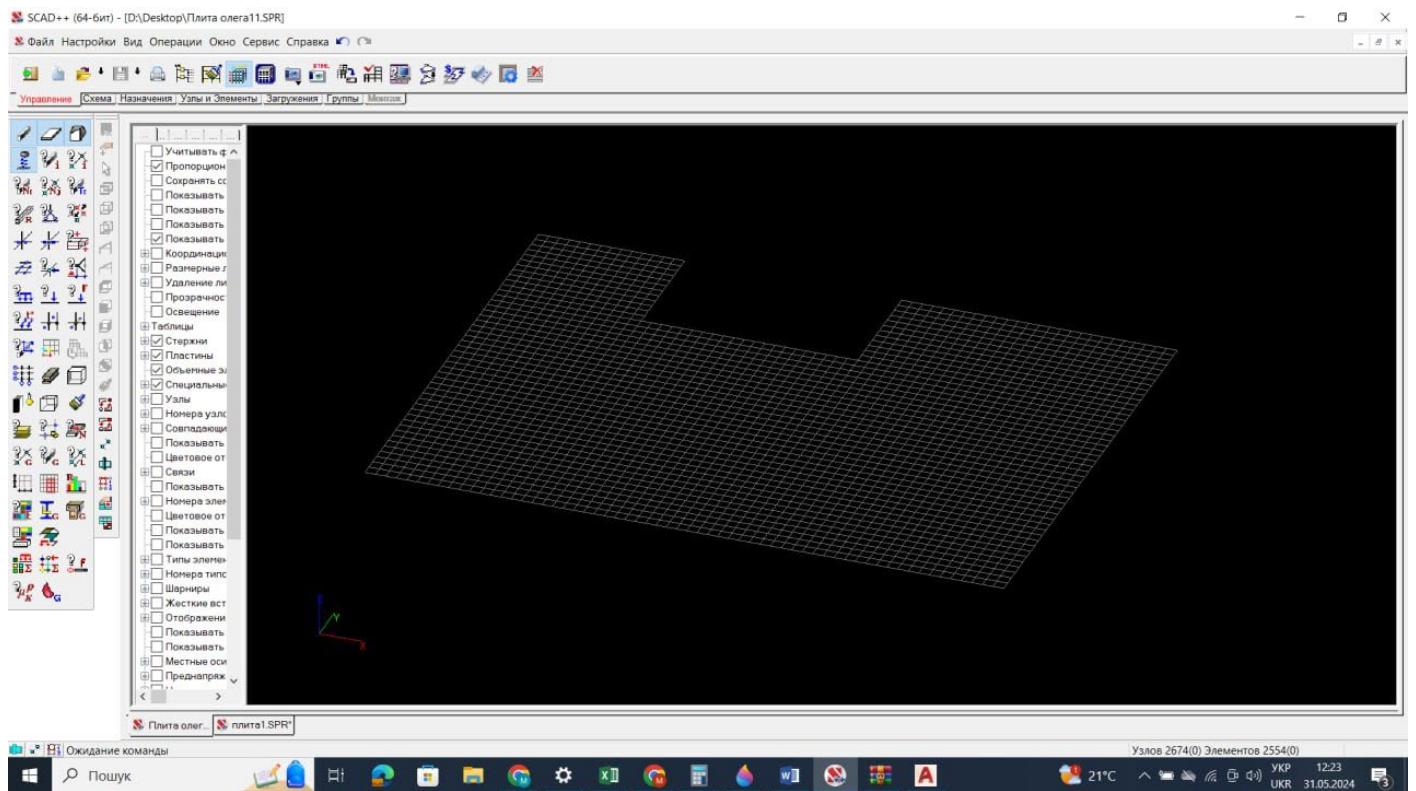 SCAD++ (64-бит) - [D:\Desktop\Плита олега11.SPR]
Файл Настройки Вид Операции Окно Сервис Справка
Управление Схема Назначения Узлы и Элементы Загружения Группы Монтаж
Учитывать ф
Пропорцион
Сохранять сс
Показывать
Показывать
Показывать
Показывать
Координаци
Размерные л
Удаление ли
Прозрачнос
Освещение
Таблицы
Стержни
Пластины
Объемные эл
Специальны
Узлы
Номера узло
Совпадающи
Показывать
Цветовое от
Связи
Показывать
Номера элем
Цветовое от
Показывать
Показывать
Типы элемен
Номера типо
Шарниры
Жесткие вст
Отображени
Показывать
Показывать
Местные оси
Преднапряж
Z
Y
X
Плита олег... плита1.SPR*
Ожидание команды
Узлов 2674(0) Элементов 2554(0)
Пошук
21°C
УКР
UKR
12:23
31.05.2024